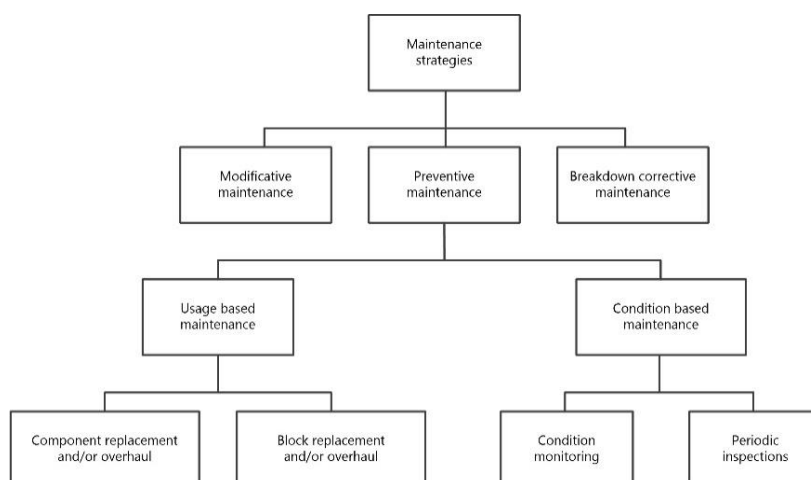 Maintenance
strategies
Modificative
maintenance
Preventive
maintenance
Breakdown corrective
maintenance
Usage based
maintenance
Condition based
maintenance
Component replacement
and/or overhaul
Block replacement
and/or overhaul
Condition
monitoring
Periodic
inspections